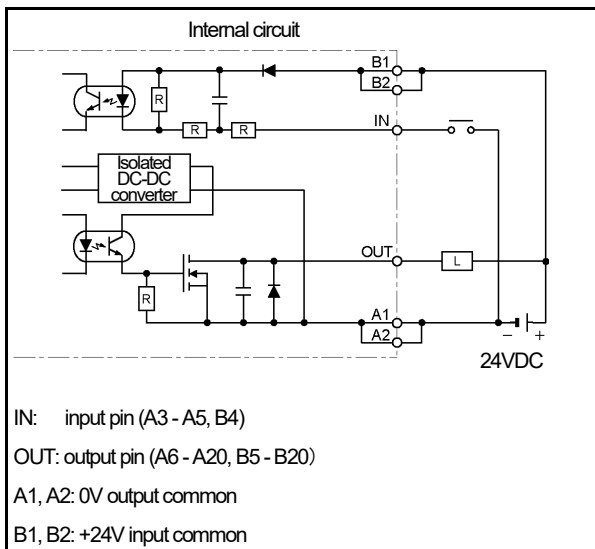 Internal circuit
B1
B2
R
IN
R
R
Isolated
DC-DC
converter
OUT
L
R
A1
A2
− +
24VDC
IN: input pin (A3 - A5, B4)
OUT: output pin (A6 - A20, B5 - B20）
A1, A2: 0V output common
B1, B2: +24V input common